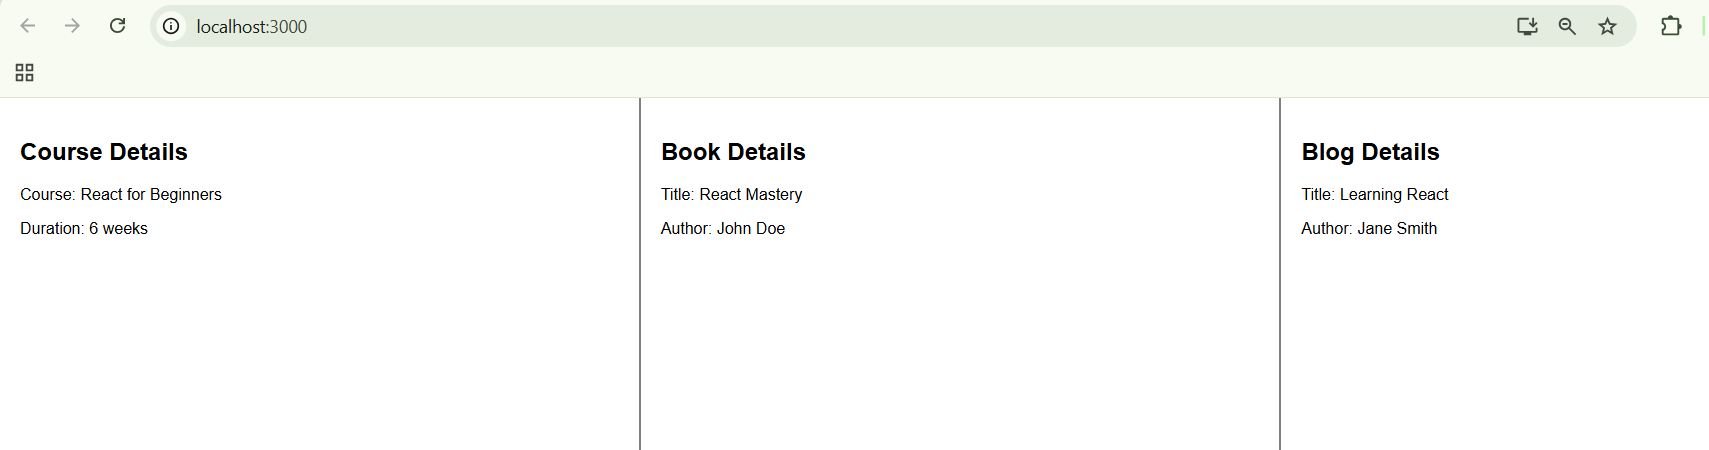 localhost:3000
Course Details
Course: React for Beginners
Duration: 6 weeks
Book Details
Title: React Mastery
Author: John Doe
Blog Details
Title: Learning React
Author: Jane Smith